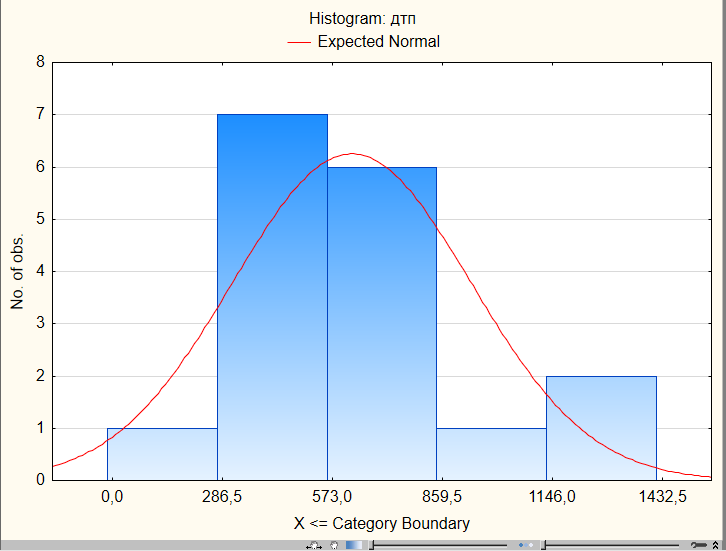 Histogram: дтп
Expected Normal
8
7
6
5
4
3
2
1
0
No. of obs.
0,0 286,5 573,0 859,5 1146,0 1432,5
X <= Category Boundary